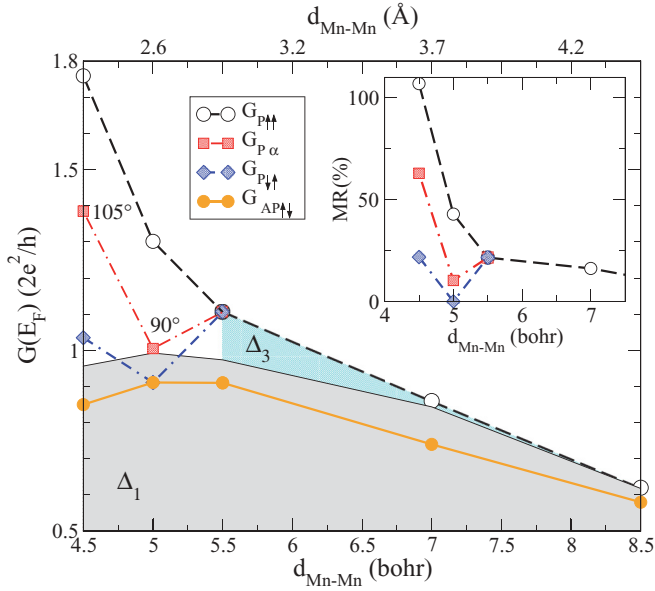 d_Mn-Mn (Å)
2.6 3.2 3.7 4.2
1.8
1.5
1
0.5
G(E_F) (2e²/h)
G_P↑↑
G_P α
G_P↓↑
G_AP↑↓
105°
90°
Δ₃
Δ₁
100
50
0
MR(%)
4 5 6 7
d_Mn-Mn (bohr)
4.5 5 5.5 6 6.5 7 7.5 8 8.5
d_Mn-Mn (bohr)